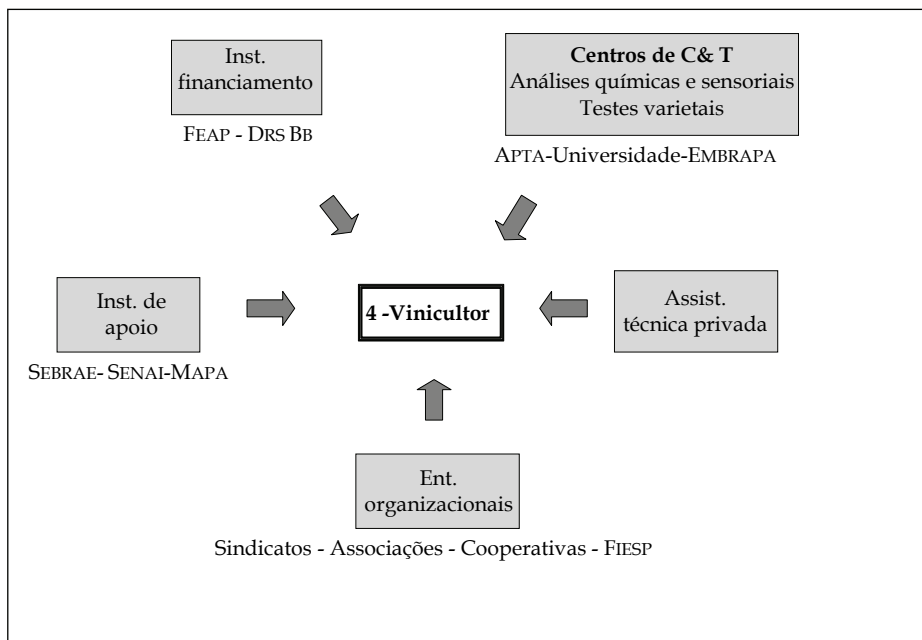 Inst.
financiamento
FEAP - DRS BB
Centros de C& T
Análises químicas e sensoriais
Testes varietais
APTA-Universidade-EMBRAPA
Inst. de
apoio
SEBRAE- SENAI-MAPA
4 -Vinicultor
Assist.
técnica privada
Ent.
organizacionais
Sindicatos - Associações - Cooperativas - FIESP